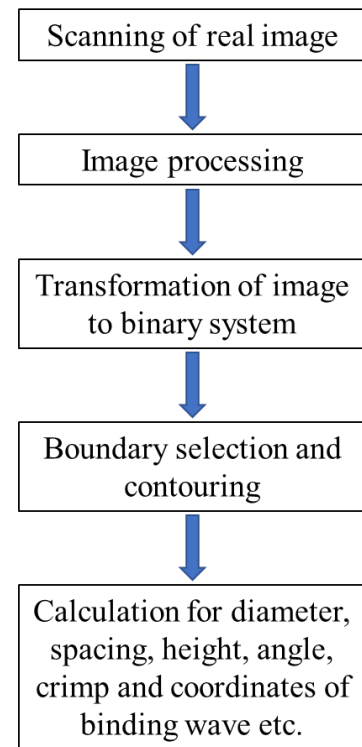 Scanning of real image
Image processing
Transformation of image
to binary system
Boundary selection and
contouring
Calculation for diameter,
spacing, height, angle,
crimp and coordinates of
binding wave etc.